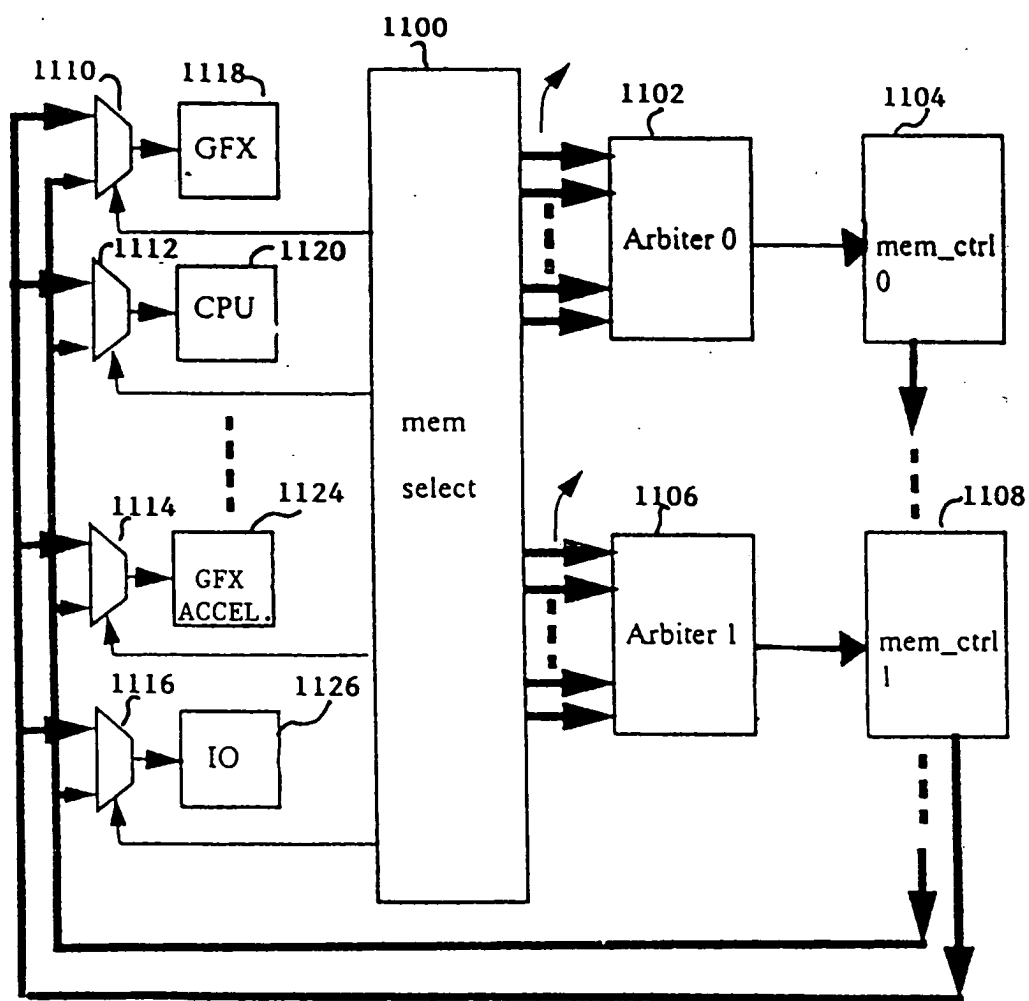 1100
1110
1118
GFX
1102
1104
Arbiter 0
mem_ctrl
0
1112
1120
CPU
mem
select
1114
1124
GFX
ACCEL.
1106
1108
Arbiter 1
mem_ctrl
1
1116
1126
IO